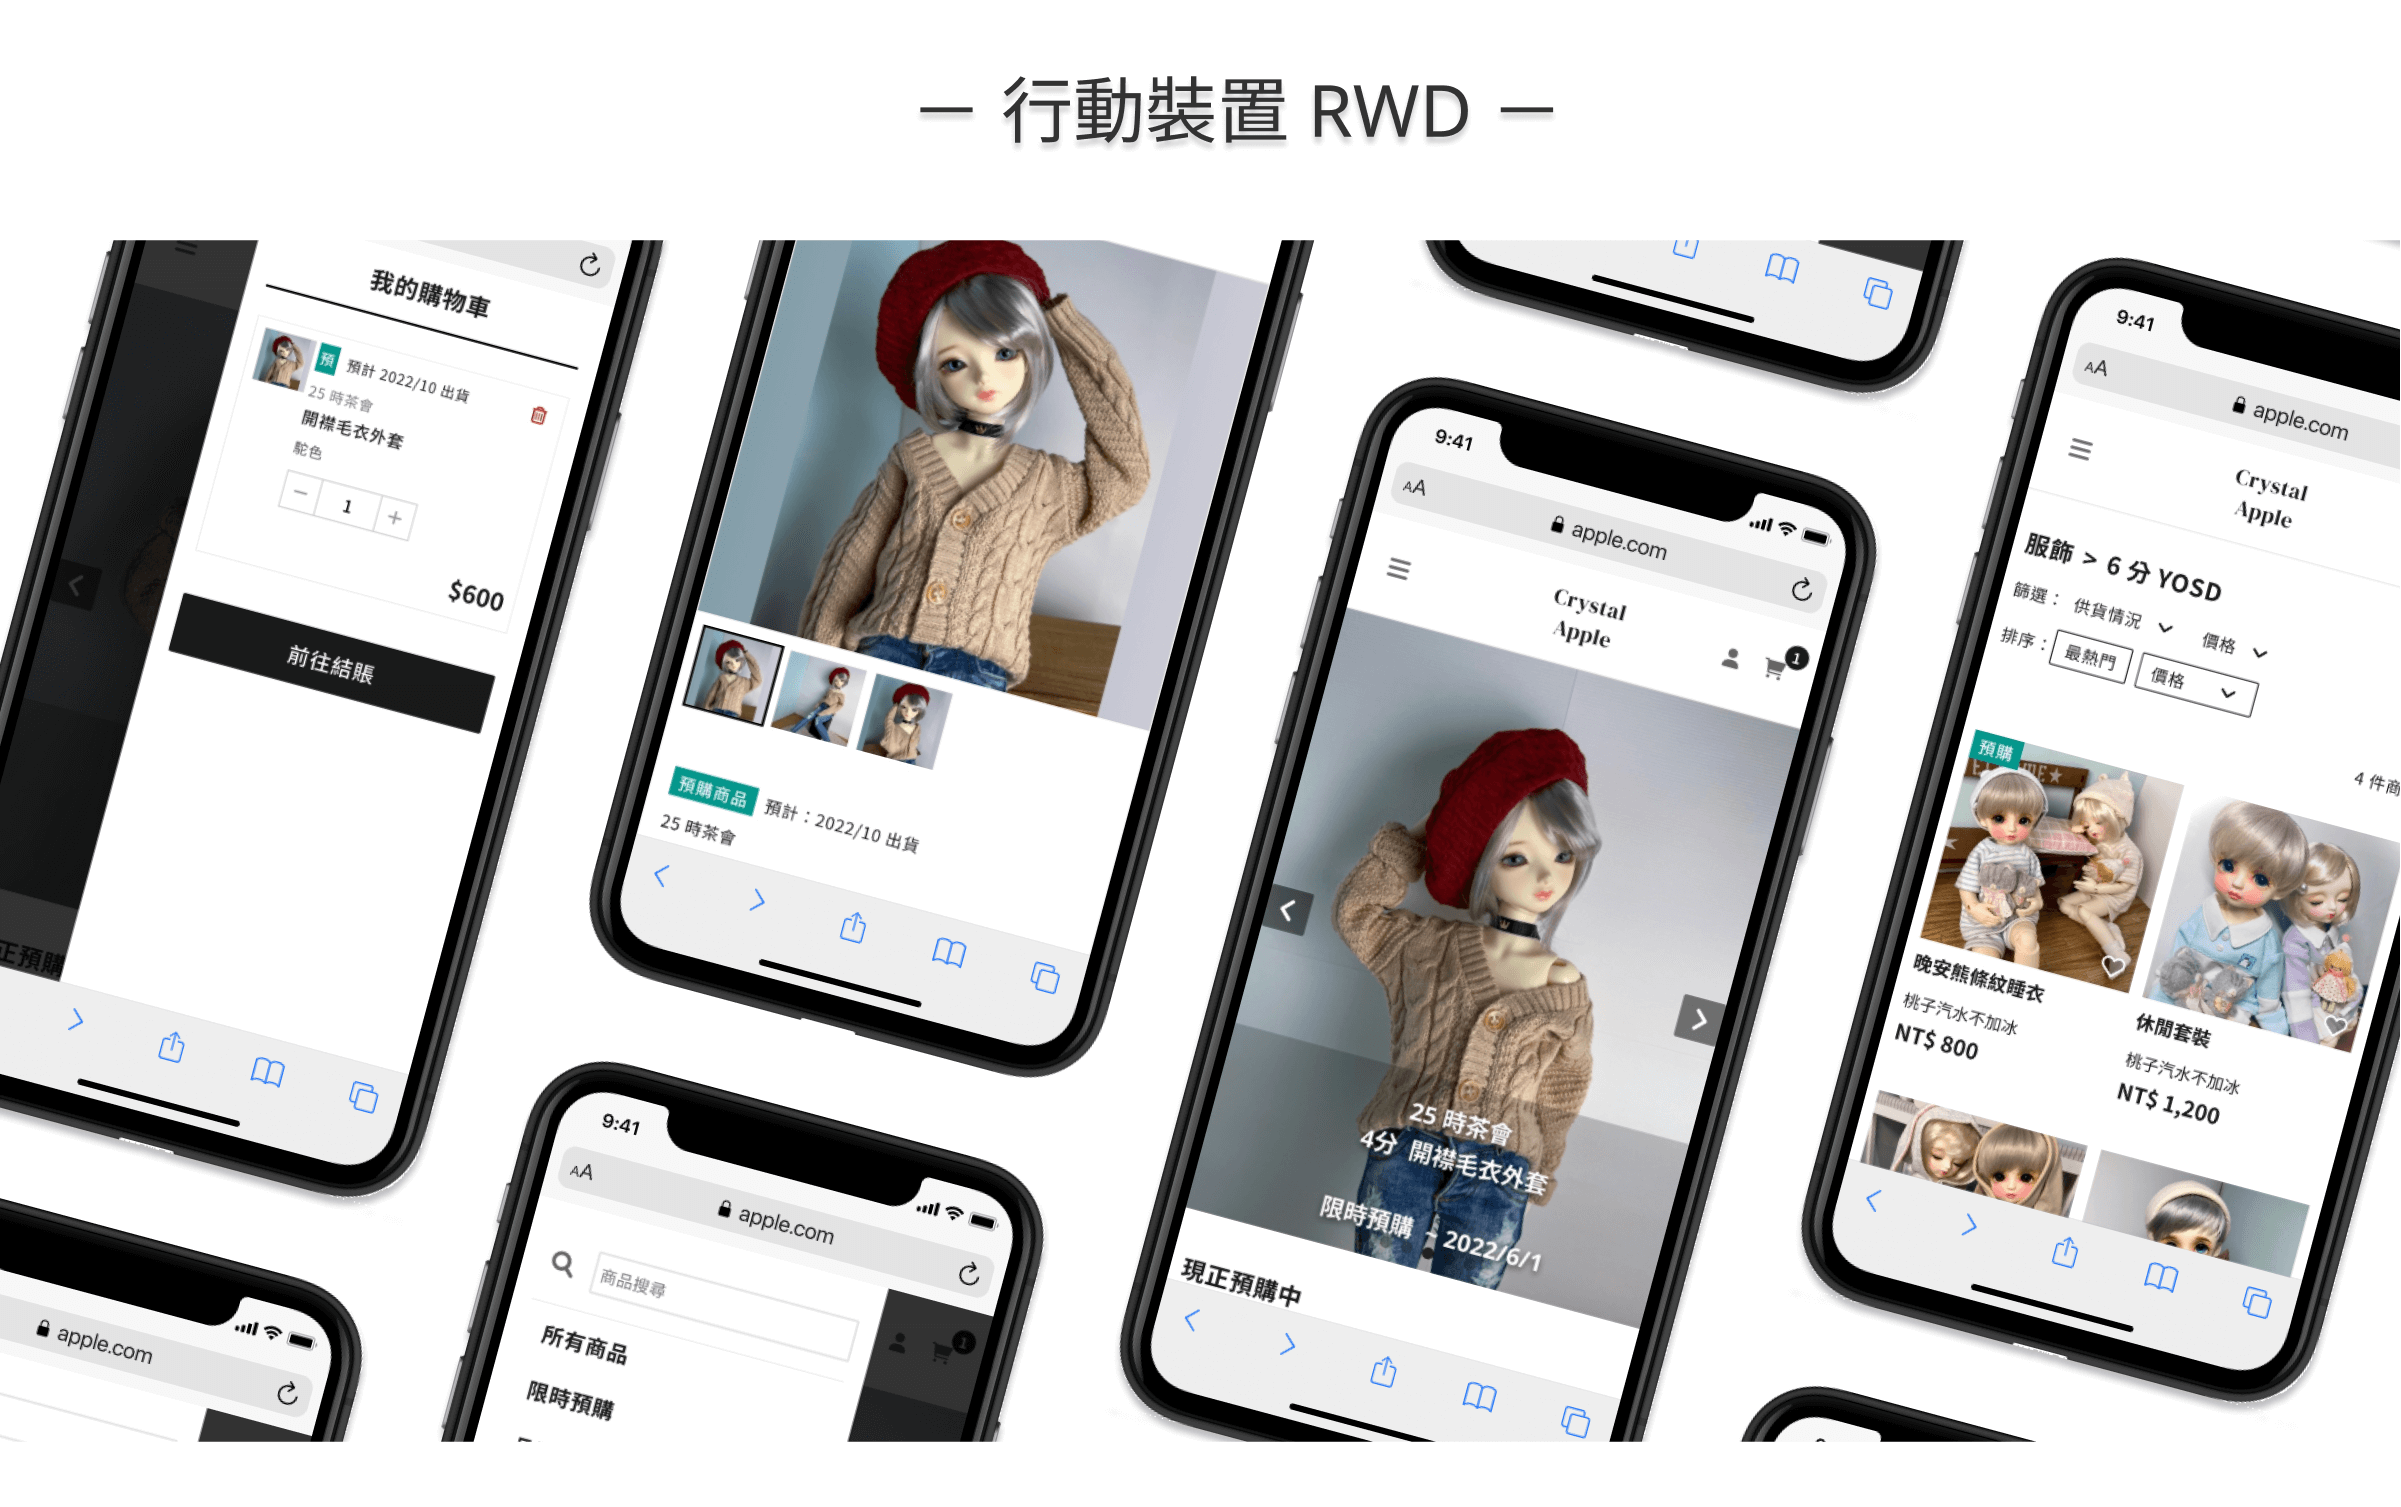 — 行動裝置 RWD —
我的購物車
預 預計 2022/10 出貨
25 時茶會
開襟毛衣外套
駝色
1
$600
前往結賬
正預購
預購商品 預計：2022/10 出貨
25 時茶會
9:41
AA apple.com
Crystal
Apple
1
25 時茶會
4分 開襟毛衣外套
限時預購 ~ 2022/6/1
現正預購中
9:41
AA apple.com
Crystal
Apple
服飾 > 6 分 YOSD
篩選： 供貨情況 價格
排序： 最熱門 價格
4 件商
預購
晚安熊條紋睡衣
桃子汽水不加冰
NT$ 800
休閒套裝
桃子汽水不加冰
NT$ 1,200
9:41
AA apple.com
商品搜尋
1
所有商品
限時預購
apple.com